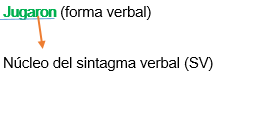 Jugaron (forma verbal)
Núcleo del sintagma verbal (SV)